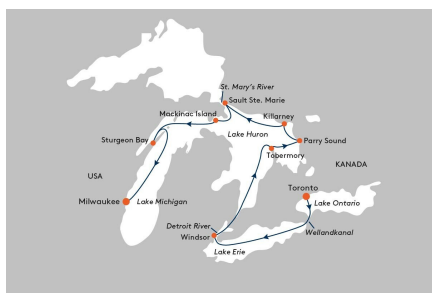 St. Mary's River
Sault Ste. Marie
Mackinac Island
Killarney
Lake Huron
Sturgeon Bay
Parry Sound
Tobermory
KANADA
USA
Toronto
Milwaukee
Lake Michigan
Lake Ontario
Detroit River
Windsor
Wellandkanal
Lake Erie